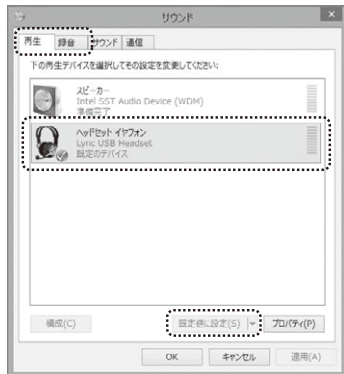 サウンド
再生 録音 サウンド 通信
下の再生デバイスを選択してその設定を変更してください:
スピーカー
Intel SST Audio Device (WDM)
準備完了
ヘッドセット イヤフォン
Lync USB Headset
既定のデバイス
構成(C) 既定値に設定(S) プロパティ(P)
OK キャンセル 適用(A)